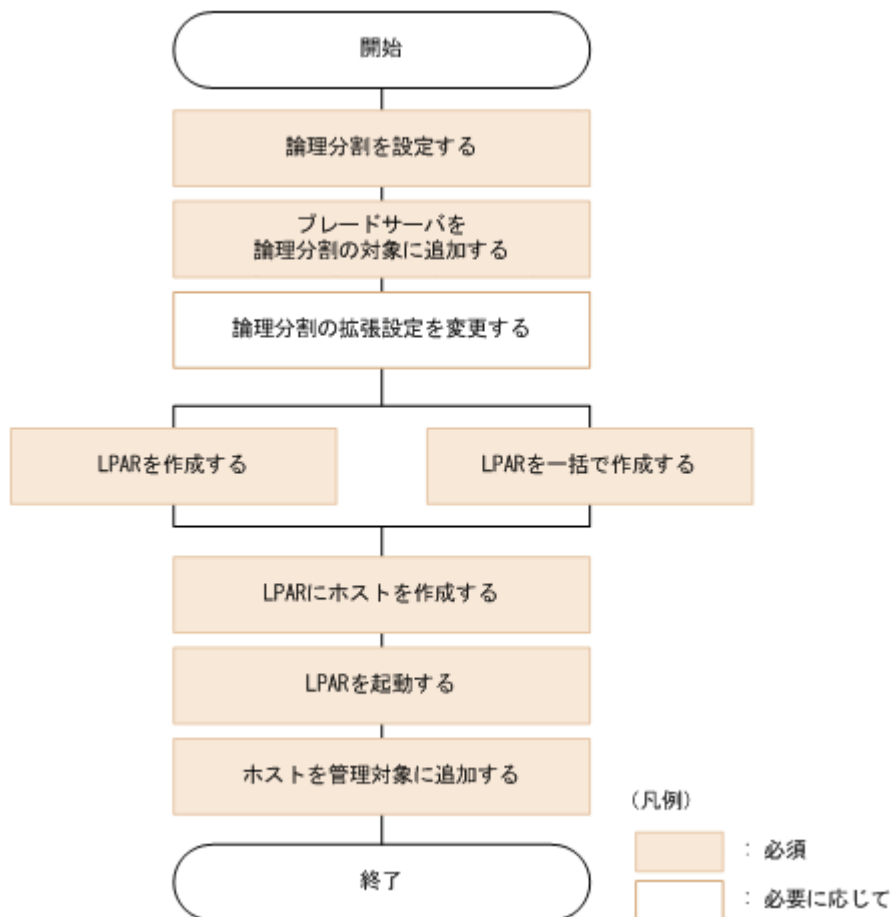 開始
論理分割を設定する
ブレードサーバを
論理分割の対象に追加する
論理分割の拡張設定を変更する
LPARを作成する
LPARを一括で作成する
LPARにホストを作成する
LPARを起動する
ホストを管理対象に追加する
終了
(凡例)
: 必須
: 必要に応じて